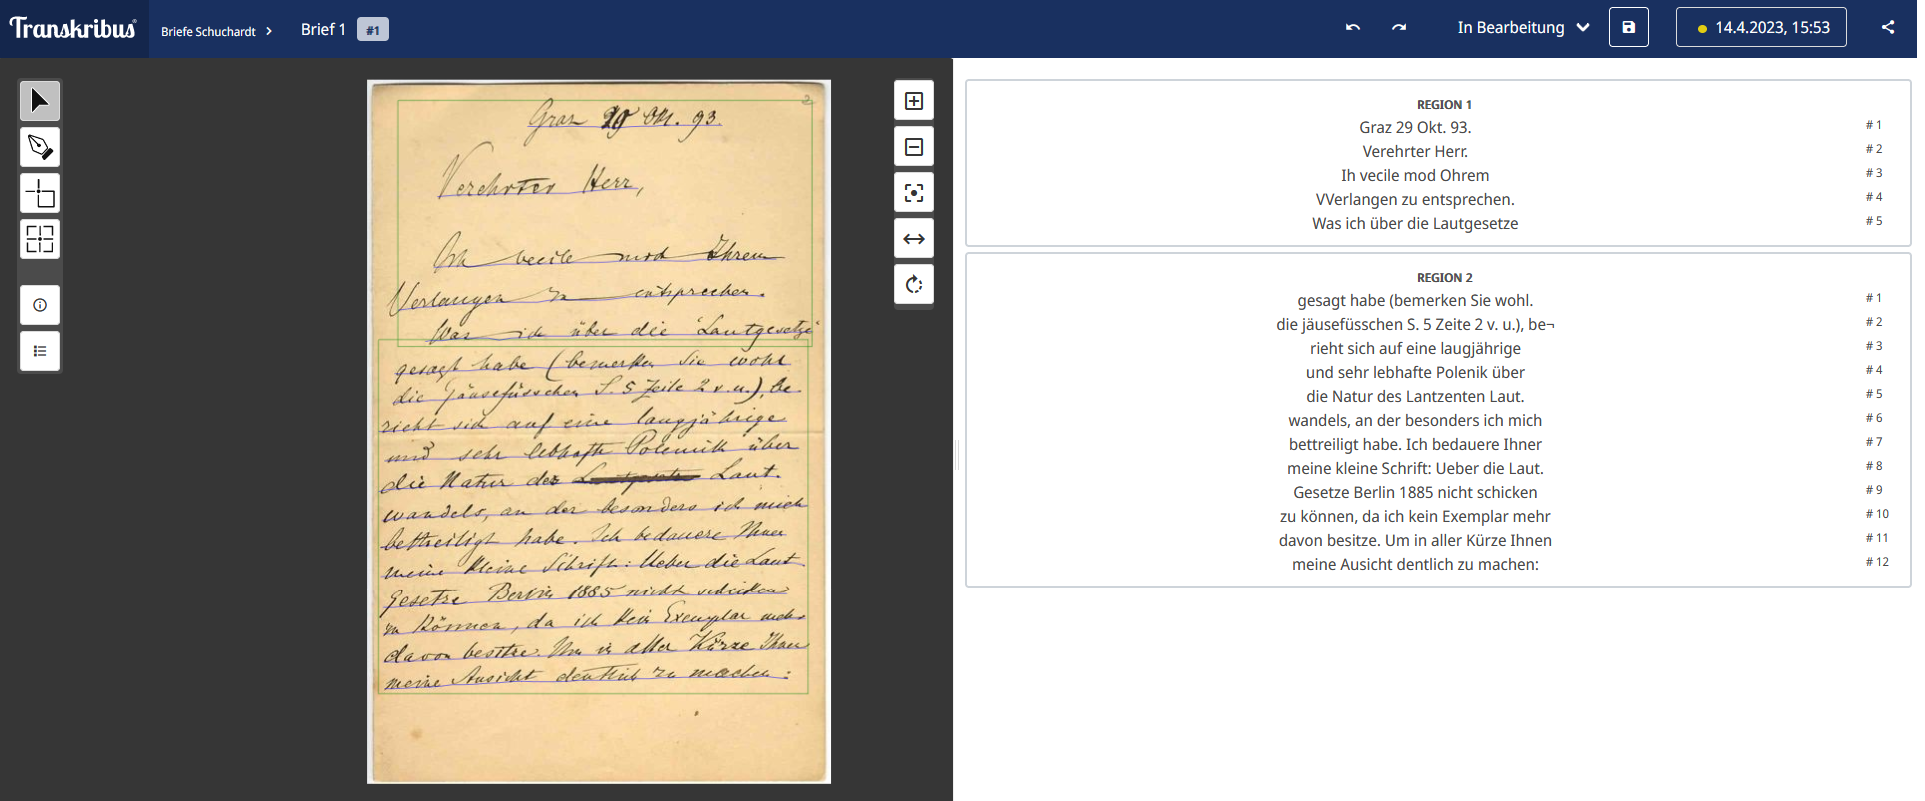 Transkribus
Briefe Schuchardt > Brief 1 #1
In Bearbeitung
14.4.2023, 15:53
2
Graz Okt. 93.
Verehrter Herr,
Ich beeile mich Ihrem
Verlangen zu entsprechen.
Was ich über die 'Lautgesetze'
gesagt habe (bemerken Sie wohl
die Gänsefüsschen S. 5 Zeile 2 v. u.), be-
zieht sich auf eine langjährige
und sehr lebhafte Polemik über
die Natur des Laut-
wandels, an der besonders ich mich
betheiligt habe. Ich bedauere Ihnen
meine kleine Schrift: Ueber die Laut
gesetze Berlin 1885 nicht schicken
zu können, da ich kein Exemplar mehr
davon besitze. Um in aller Kürze Ihnen
meine Ansicht deutlich zu machen:
REGION 1
Graz 29 Okt. 93. #1
Verehrter Herr. #2
Ih vecile mod Ohrem #3
VVerlangen zu entsprechen. #4
Was ich über die Lautgesetze #5
REGION 2
gesagt habe (bemerken Sie wohl. #1
die jäusefüsschen S. 5 Zeite 2 v. u.), be¬ #2
rieht sich auf eine laugjährige #3
und sehr lebhafte Polenik über #4
die Natur des Lantzenten Laut. #5
wandels, an der besonders ich mich #6
bettreiligt habe. Ich bedauere Ihner #7
meine kleine Schrift: Ueber die Laut. #8
Gesetze Berlin 1885 nicht schicken #9
zu können, da ich kein Exemplar mehr #10
davon besitze. Um in aller Kürze Ihnen #11
meine Ausicht dentlich zu machen: #12